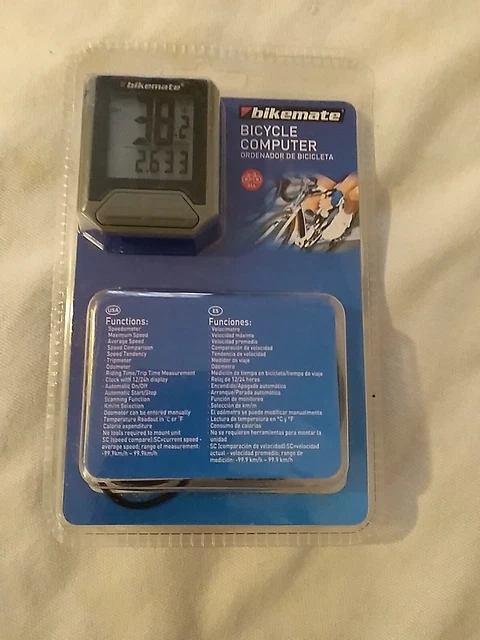 bikemate®
38.2
2633
bikemate®
BICYCLE
COMPUTER
ORDENADOR DE BICICLETA
USA
Functions:
Speedometer
Maximum Speed
Average Speed
Speed Comparison
Speed Tendency
Tripmeter
Odometer
Riding Time/Trip Time Measurement
Clock with 12/24h display
Automatic On/Off
Automatic Start/Stop
Scanning Function
Km/m Selection
Odometer can be entered manually
Temperature Readout in °C or °F
Calorie expenditure
No tools required to mount unit
SC (speed compare):SC=current speed -
average speed; range of measurement:
-99.9km/h ~ 99.9km/h
ES
Funciones:
Velocímetro
Velocidad máxima
Velocidad promedio
Comparación de velocidad
Tendencia de velocidad
Medidor de viaje
Odómetro
Medición de tiempo en bicicleta/tiempo de viaje
Reloj de 12/24 horas
Encendido/Apagado automático
Arranque/Parada automático
Función de monitoreo
Selección de km/m
El odómetro se puede modificar manualmente
Lectura de temperatura en °C y °F
Consumo de calorías
No se requieren herramientas para montar la
unidad
SC (comparación de velocidad):SC=velocidad
actual - velocidad promedio; rango de
medición: -99.9 km/h ~ 99.9 km/h